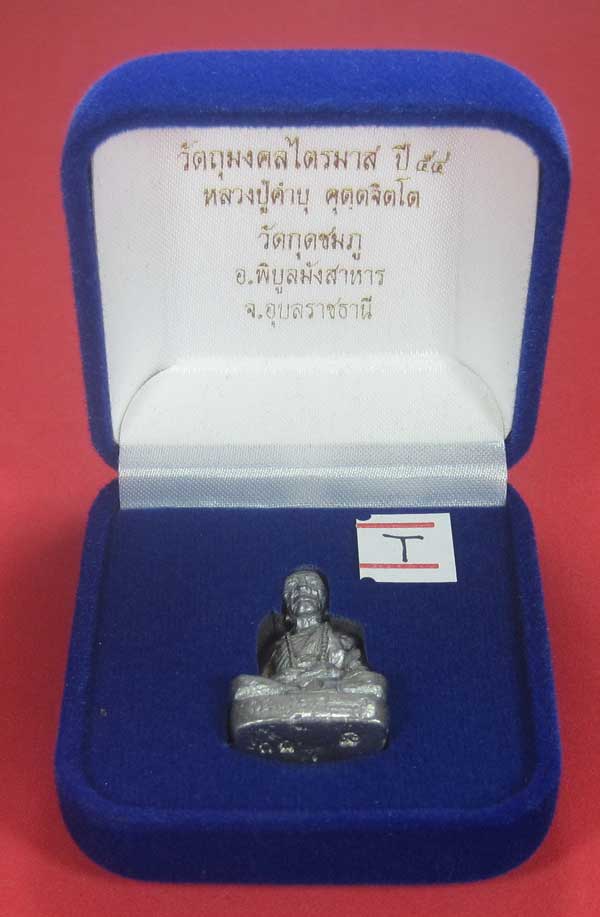 วัตถุมงคลไตรมาส ปี ๕๔
หลวงปู่คำบุ คุตฺตจิตฺโต
วัดกุดชมภู
อ.พิบูลมังสาหาร
จ.อุบลราชธานี
T